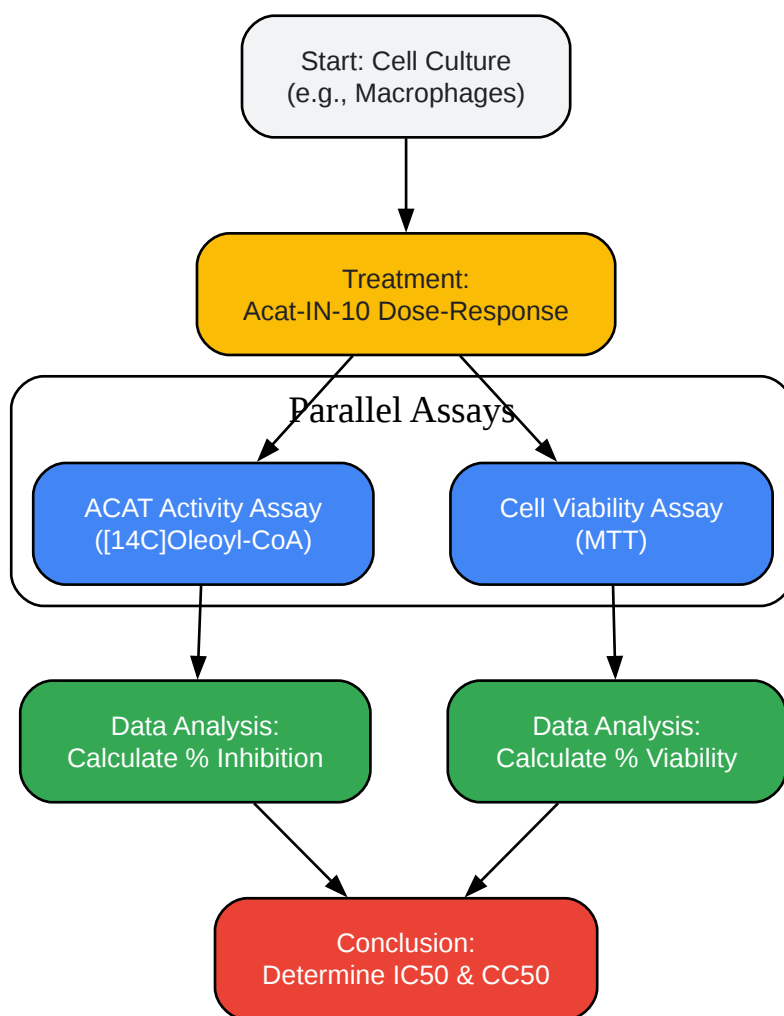 Start: Cell Culture
(e.g., Macrophages)
Treatment:
Acat-IN-10 Dose-Response
Parallel Assays
ACAT Activity Assay
([14C]Oleoyl-CoA)
Cell Viability Assay
(MTT)
Data Analysis:
Calculate % Inhibition
Data Analysis:
Calculate % Viability
Conclusion:
Determine IC50 & CC50